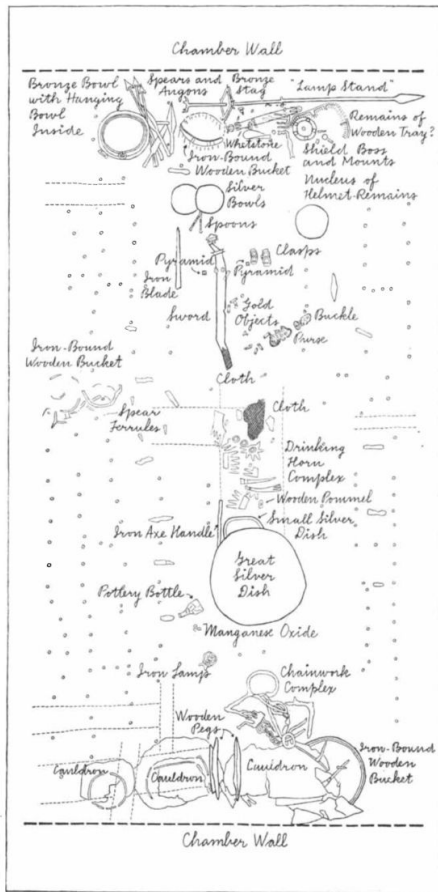 Chamber Wall
Bronze Bowl
with Hanging
Bowl
Inside
Spears and
Angons
Bronze
Stag
"Lamp Stand"
Remains of
Wooden Tray?
Whetstone
Iron-Bound
Wooden Bucket
Shield Boss
and Mounts
Nucleus of
Helmet Remains
Silver
Bowls
Spoons
Clasps
Pyramid
Pyramid
Iron
Blade
Sword
Gold
Objects
Buckle
Purse
Iron-Bound
Wooden Bucket
Cloth
Spear
Ferrules
Cloth
Drinking
Horn
Complex
Wooden Pommel
Iron Axe Handle
Small Silver
Dish
Great
Silver
Dish
Pottery Bottle
Manganese Oxide
Iron Lamp
Chainwork
Complex
Wooden
Pegs
Cauldron
Cauldron
Cauldron
Iron-Bound
Wooden
Bucket
Chamber Wall